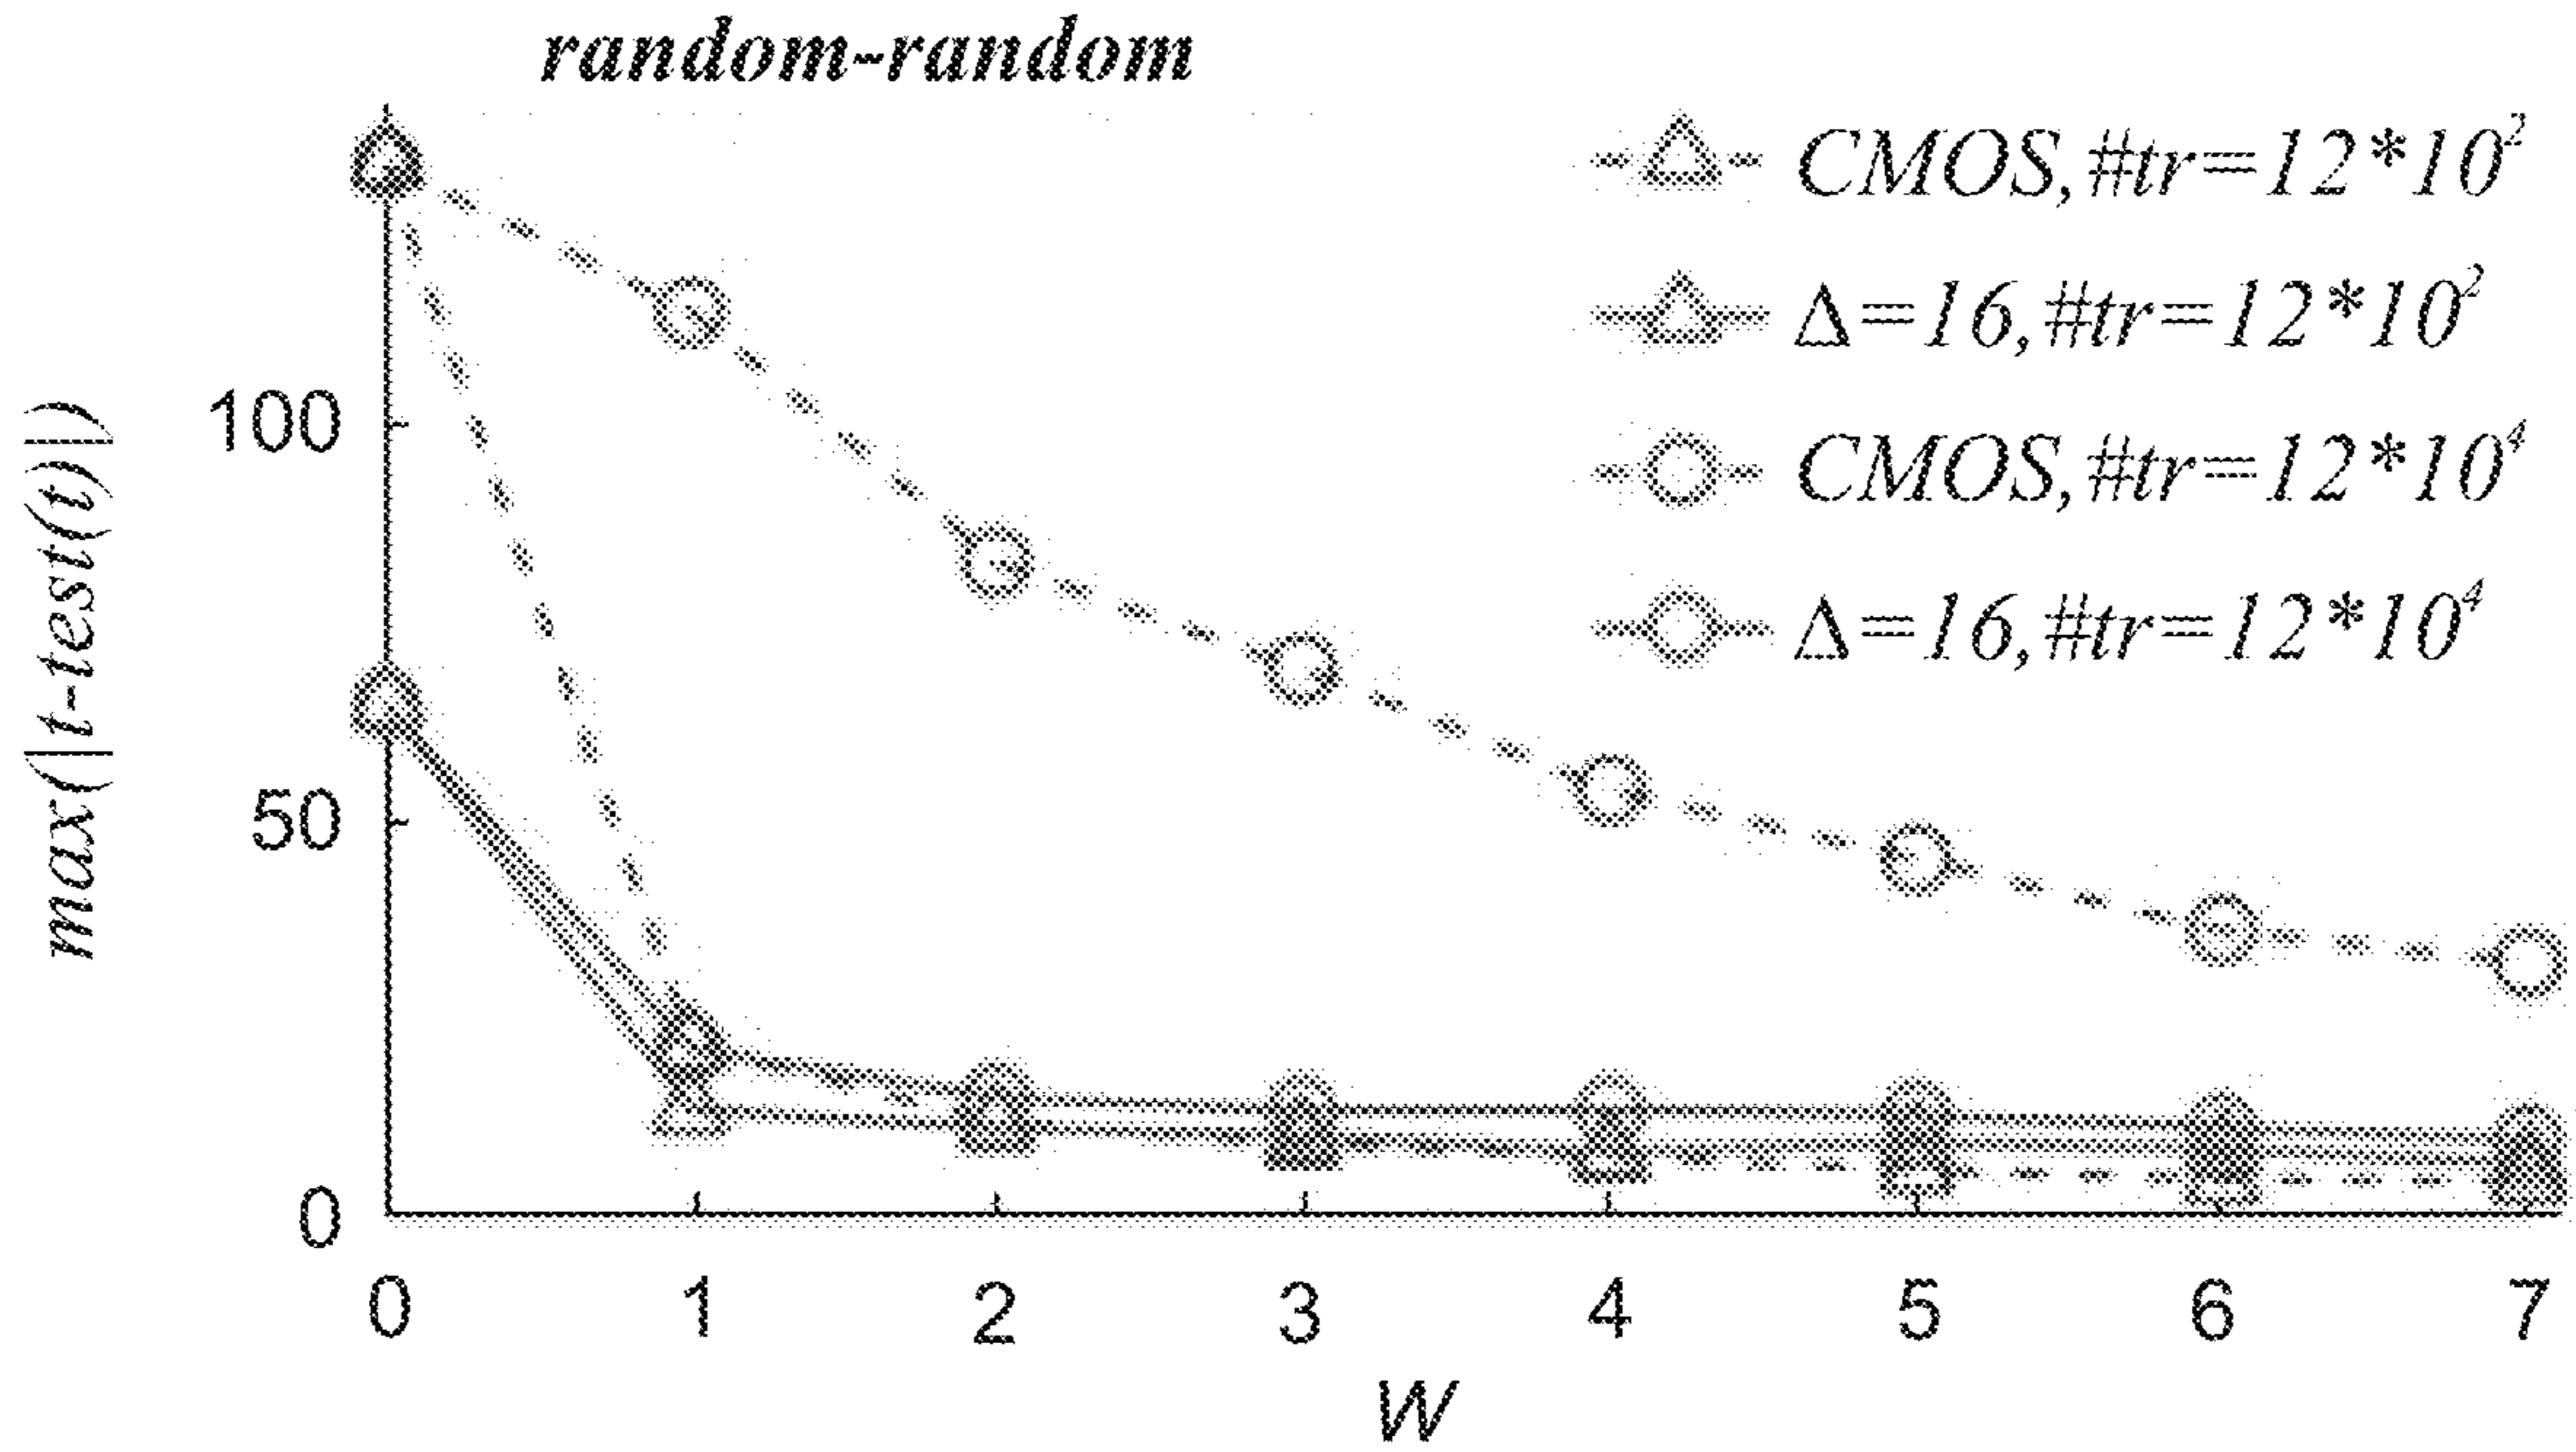 random-random
CMOS, #tr=12*10²
Δ=16, #tr=12*10²
CMOS, #tr=12*10⁴
Δ=16, #tr=12*10⁴
max(|t-test(t)|)
100
50
0
0 1 2 3 4 5 6 7
W